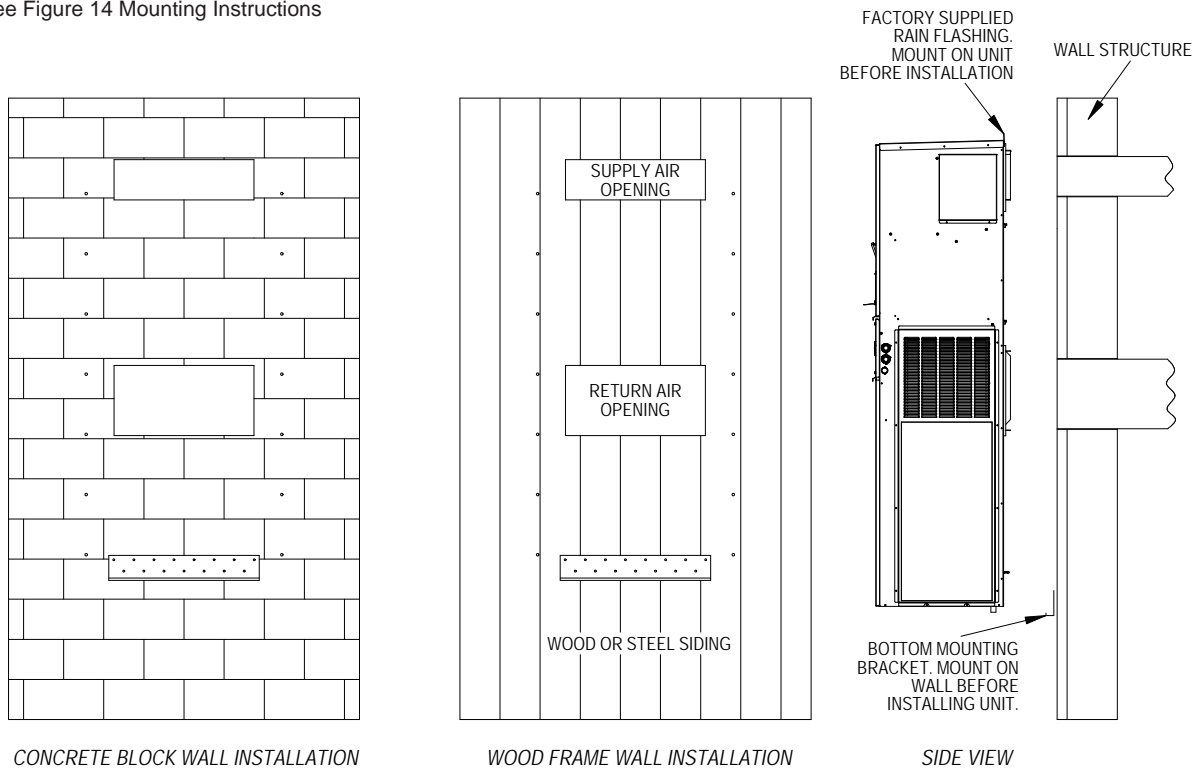 ee Figure 14 Mounting Instructions
FACTORY SUPPLIED
RAIN FLASHING.
MOUNT ON UNIT
BEFORE INSTALLATION
WALL STRUCTURE
SUPPLY AIR
OPENING
RETURN AIR
OPENING
WOOD OR STEEL SIDING
BOTTOM MOUNTING
BRACKET. MOUNT ON
WALL BEFORE
INSTALLING UNIT.
CONCRETE BLOCK WALL INSTALLATION
WOOD FRAME WALL INSTALLATION
SIDE VIEW